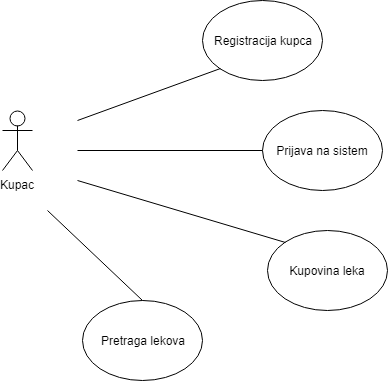 Registracija kupca
Prijava na sistem
Kupac
Kupovina leka
Pretraga lekova